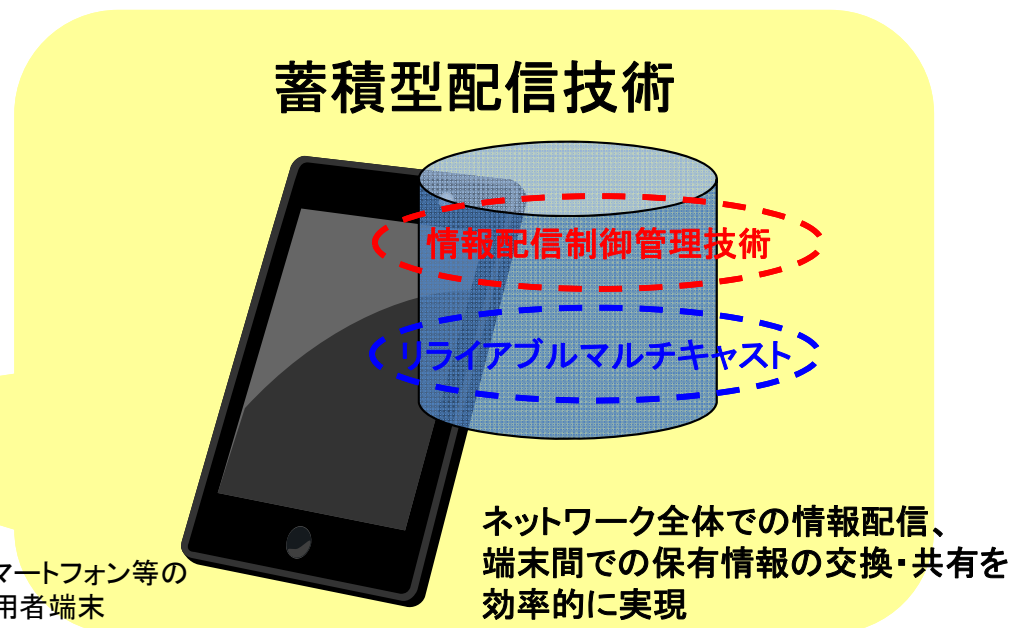 蓄積型配信技術
情報配信制御管理技術
リライアブルマルチキャスト
ネットワーク全体での情報配信、
端末間での保有情報の交換・共有を
効率的に実現
マートフォン等の
用者端末